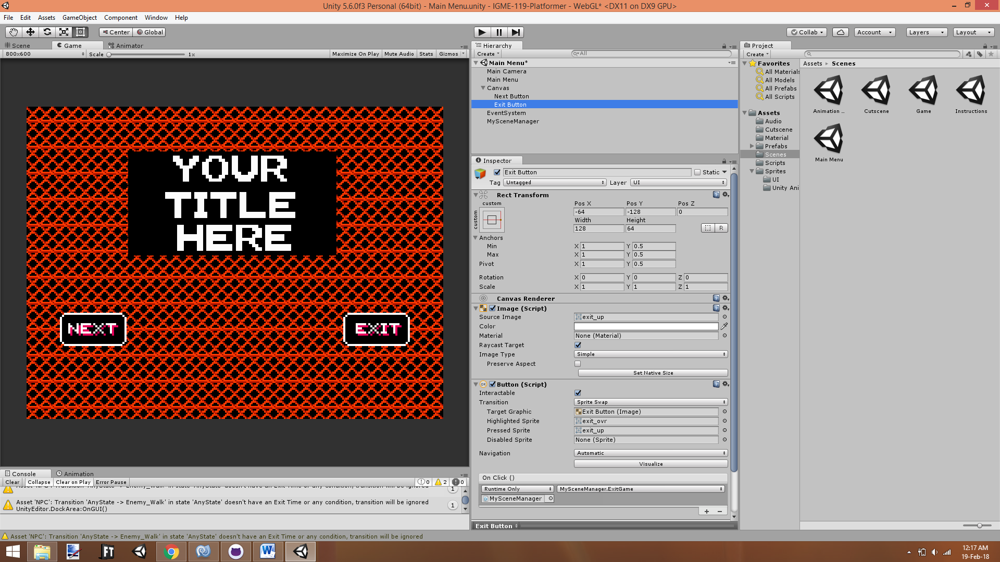 Unity 5.6.0f3 Personal (64bit) - Main Menu.unity - IGME-119-Platformer - WebGL* <DX11 on DX9 GPU>
File Edit Assets GameObject Component Window Help
Center Global
Collab Account Layers Layout
Scene Game Animator
800x600 Scale 1x Maximize On Play Mute Audio Stats Gizmos
YOUR
TITLE
HERE
NEXT
EXIT
Console Animation
Clear Collapse Clear on Play Error Pause 0 2 0
Asset 'NPC': Transition 'AnyState -> Enemy_Walk' in state 'AnyState' doesn't have an Exit Time or any condition, transition will be ignored 1
Asset 'NPC': Transition 'AnyState -> Enemy_Walk' in state 'AnyState' doesn't have an Exit Time or any condition, transition will be ignored 1
UnityEditor.DockArea:OnGUI()
Asset 'NPC': Transition 'AnyState -> Enemy_Walk' in state 'AnyState' doesn't have an Exit Time or any condition, transition will be ignored
Hierarchy
Create All
Main Menu*
Main Camera
Main Menu
Canvas
Next Button
Exit Button
EventSystem
MySceneManager
Inspector
Exit Button Static
Tag Untagged Layer UI
Rect Transform
custom
custom
Pos X Pos Y Pos Z
-64 -128 0
Width Height
128 64
R
Anchors
Min X 1 Y 0.5
Max X 1 Y 0.5
Pivot X 1 Y 0.5
Rotation X 0 Y 0 Z 0
Scale X 1 Y 1 Z 1
Canvas Renderer
Image (Script)
Source Image exit_up
Color
Material None (Material)
Raycast Target
Image Type Simple
Preserve Aspect
Set Native Size
OK Button (Script)
Interactable
Transition Sprite Swap
Target Graphic Exit Button (Image)
Highlighted Sprite exit_ovr
Pressed Sprite exit_up
Disabled Sprite None (Sprite)
Navigation Automatic
Visualize
On Click ()
Runtime Only MySceneManager.ExitGame
MySceneManager
+ −
Exit Button
Project
Create
Favorites
All Materials
All Models
All Prefabs
All Scripts
Assets
Audio
Cutscene
Material
Prefabs
Scenes
Scripts
Sprites
UI
Unity Ani
Assets Scenes
Animation ... Cutscene Game Instructions
Main Menu
FT
W
12:17 AM
19-Feb-18